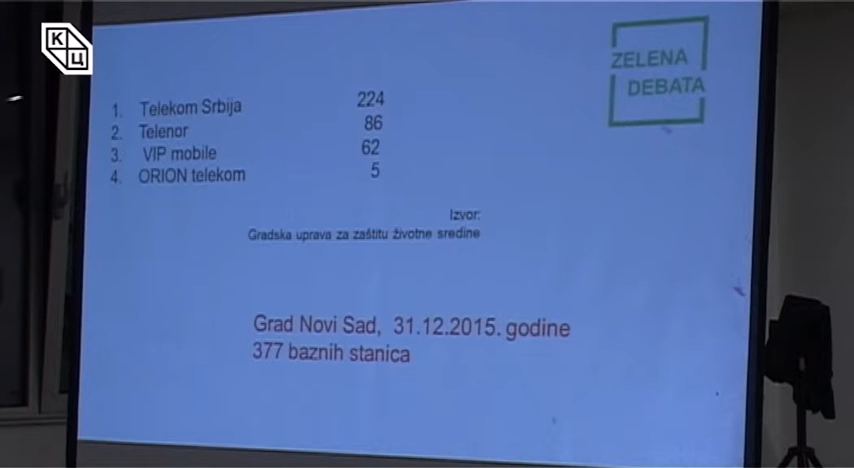 К
Ц
ZELENA
DEBATA
1. Telekom Srbija 224
2. Telenor 86
3. VIP mobile 62
4. ORION telekom 5
Izvor:
Gradska uprava za zaštitu životne sredine
Grad Novi Sad, 31.12.2015. godine
377 baznih stanica